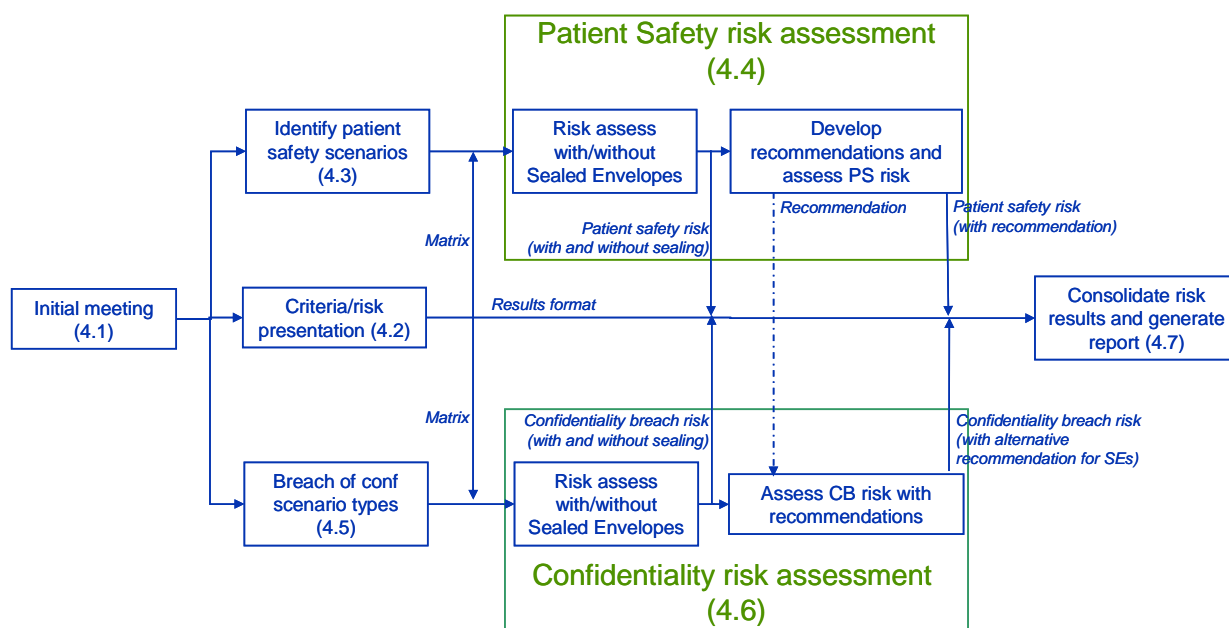 Patient Safety risk assessment
(4.4)
Identify patient
safety scenarios
(4.3)
Risk assess
with/without
Sealed Envelopes
Develop
recommendations and
assess PS risk
Recommendation
Patient safety risk
(with recommendation)
Patient safety risk
(with and without sealing)
Matrix
Initial meeting
(4.1)
Criteria/risk
presentation (4.2)
Results format
Consolidate risk
results and generate
report (4.7)
Matrix
Confidentiality breach risk
(with and without sealing)
Confidentiality breach risk
(with alternative
recommendation for SEs)
Breach of conf
scenario types
(4.5)
Risk assess
with/without
Sealed Envelopes
Assess CB risk with
recommendations
Confidentiality risk assessment
(4.6)